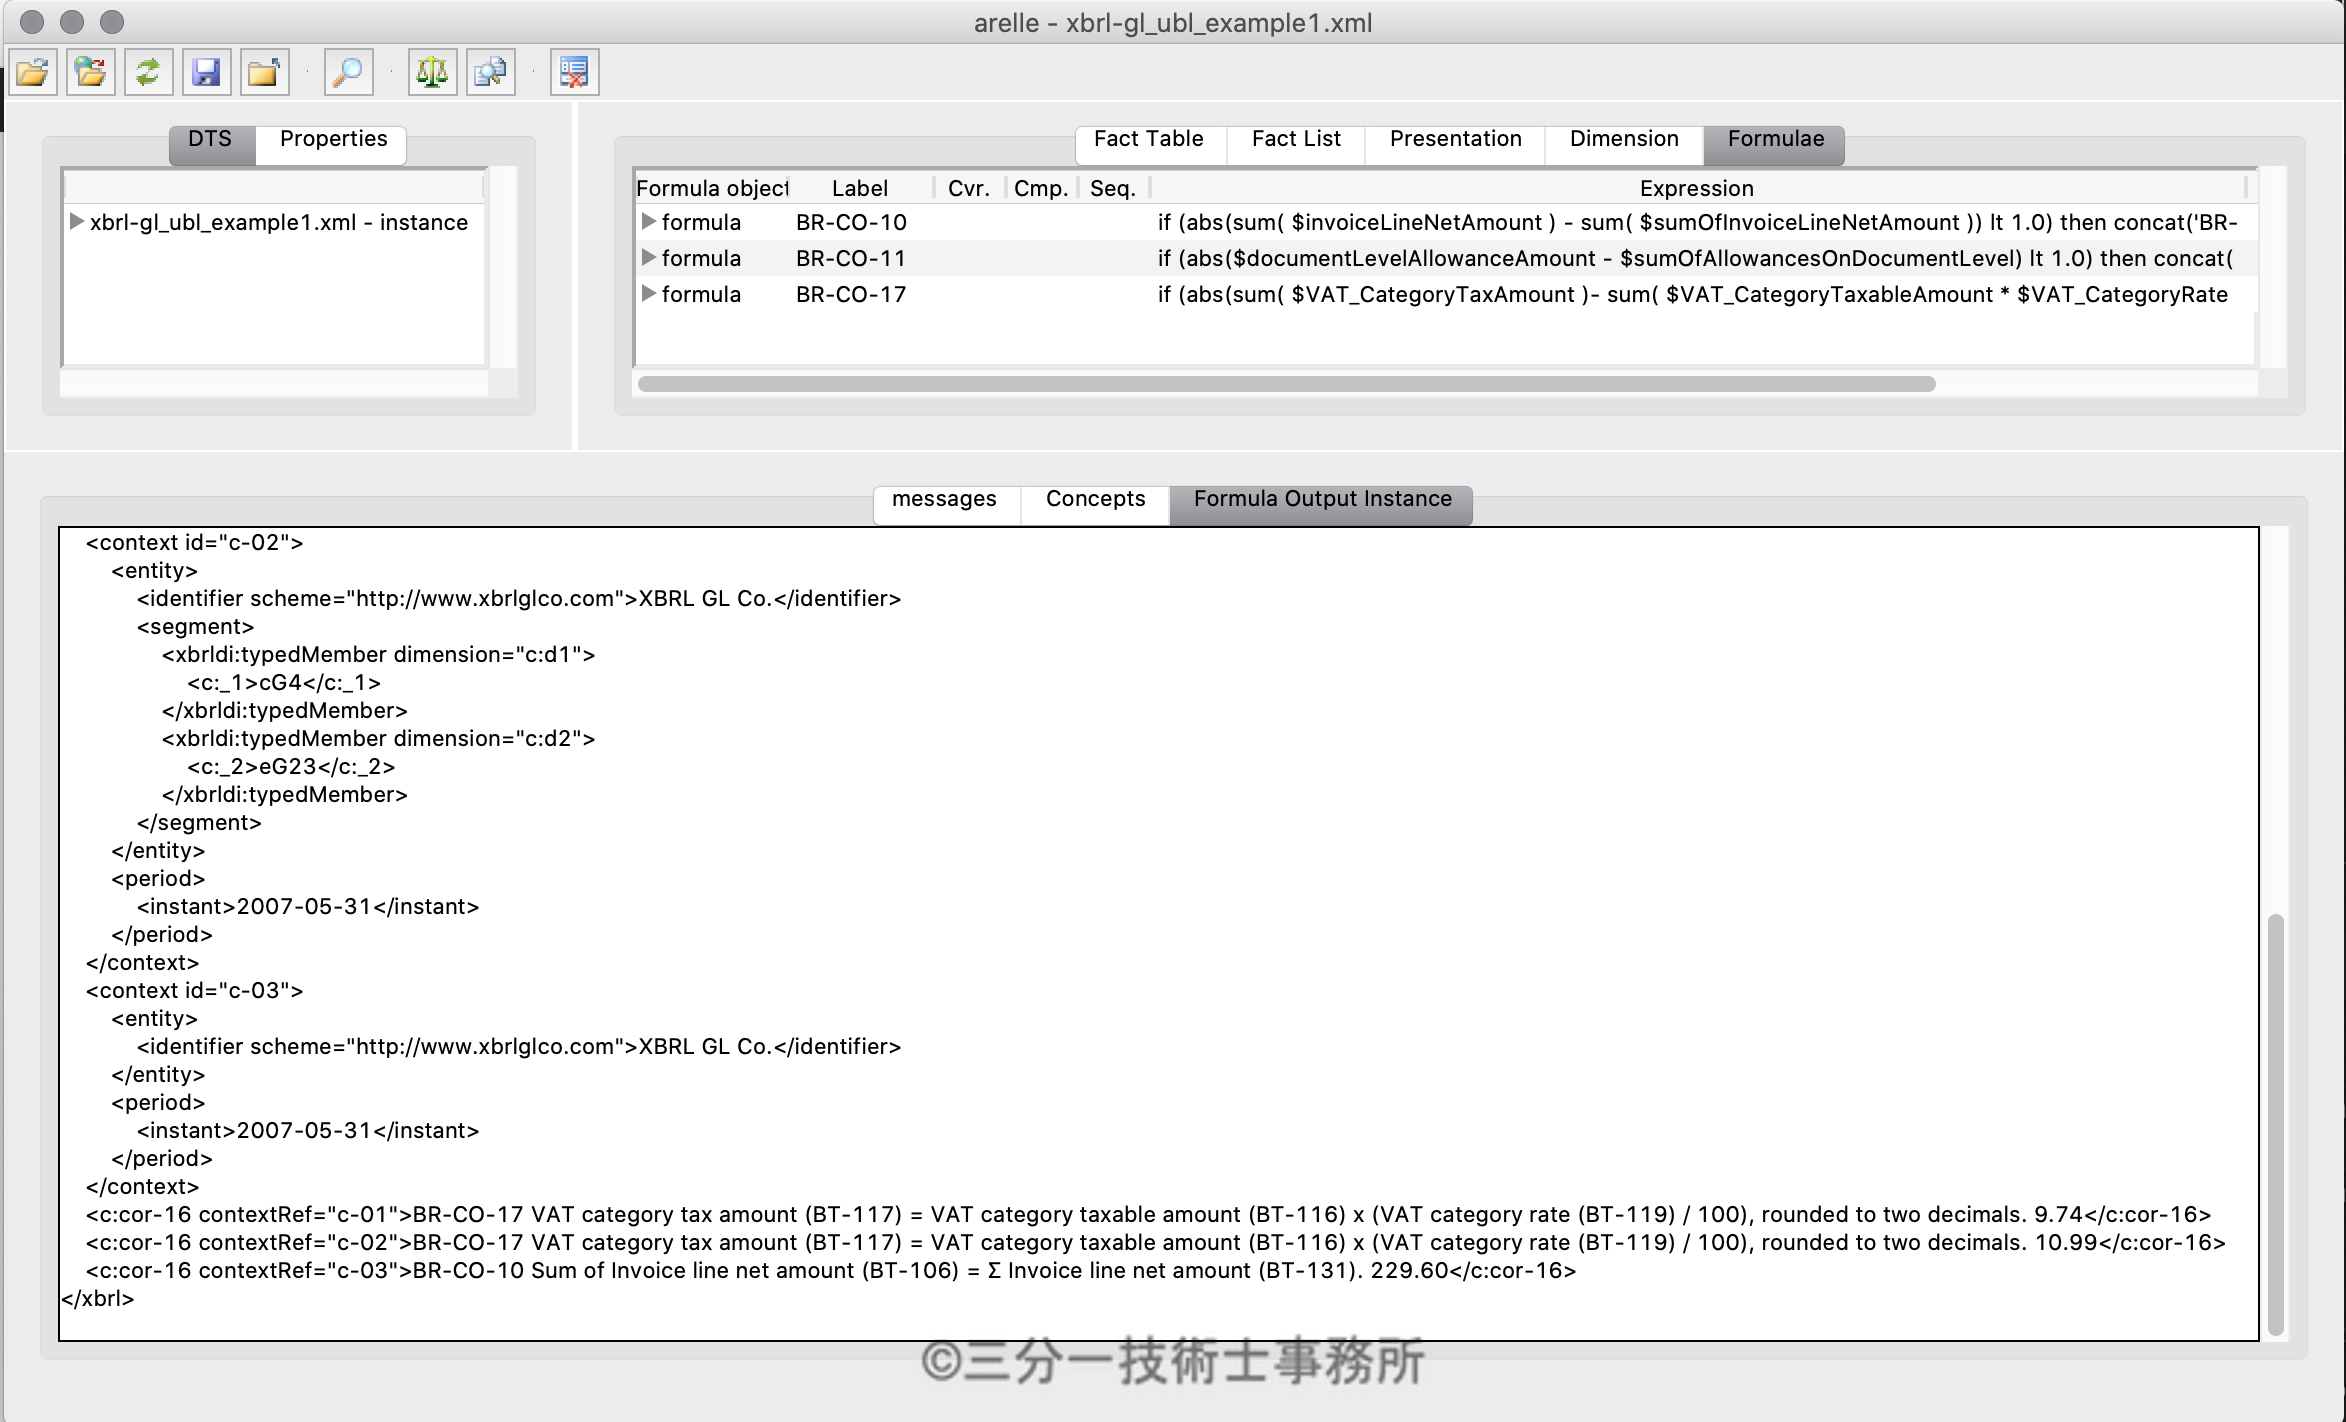 arelle - xbrl-gl_ubl_example1.xml
DTS Properties
xbrl-gl_ubl_example1.xml - instance
Fact Table Fact List Presentation Dimension Formulae
Formula object Label Cvr. Cmp. Seq. Expression
formula BR-CO-10 if (abs(sum( $invoiceLineNetAmount ) - sum( $sumOfInvoiceLineNetAmount )) lt 1.0) then concat('BR-
formula BR-CO-11 if (abs($documentLevelAllowanceAmount - $sumOfAllowancesOnDocumentLevel) lt 1.0) then concat(
formula BR-CO-17 if (abs(sum( $VAT_CategoryTaxAmount )- sum( $VAT_CategoryTaxableAmount * $VAT_CategoryRate
messages Concepts Formula Output Instance
<context id="c-02">
<entity>
<identifier scheme="http://www.xbrlglco.com">XBRL GL Co.</identifier>
<segment>
<xbrldi:typedMember dimension="c:d1">
<c:_1>cG4</c:_1>
</xbrldi:typedMember>
<xbrldi:typedMember dimension="c:d2">
<c:_2>eG23</c:_2>
</xbrldi:typedMember>
</segment>
</entity>
<period>
<instant>2007-05-31</instant>
</period>
</context>
<context id="c-03">
<entity>
<identifier scheme="http://www.xbrlglco.com">XBRL GL Co.</identifier>
</entity>
<period>
<instant>2007-05-31</instant>
</period>
</context>
<c:cor-16 contextRef="c-01">BR-CO-17 VAT category tax amount (BT-117) = VAT category taxable amount (BT-116) x (VAT category rate (BT-119) / 100), rounded to two decimals. 9.74</c:cor-16>
<c:cor-16 contextRef="c-02">BR-CO-17 VAT category tax amount (BT-117) = VAT category taxable amount (BT-116) x (VAT category rate (BT-119) / 100), rounded to two decimals. 10.99</c:cor-16>
<c:cor-16 contextRef="c-03">BR-CO-10 Sum of Invoice line net amount (BT-106) = Σ Invoice line net amount (BT-131). 229.60</c:cor-16>
</xbrl>
©三分一技術士事務所